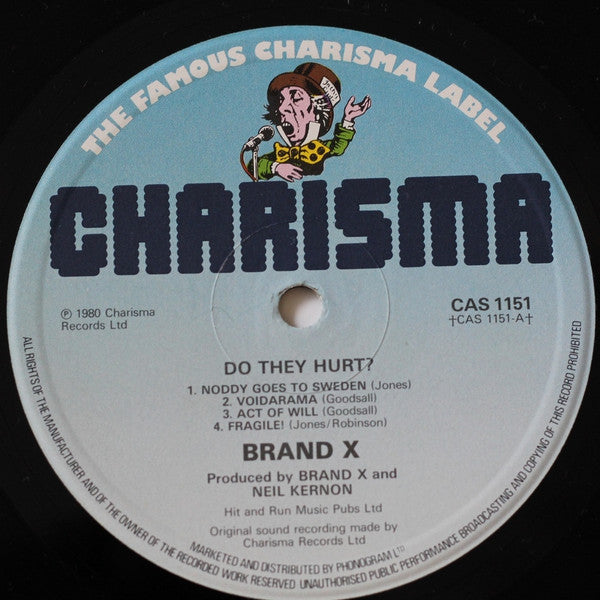 THE FAMOUS CHARISMA LABEL
CHARISMA
℗ 1980 Charisma
Records Ltd
CAS 1151
†CAS 1151-A†
DO THEY HURT?
1. NODDY GOES TO SWEDEN (Jones)
2. VOIDARAMA (Goodsall)
3. ACT OF WILL (Goodsall)
4. FRAGILE! (Jones/Robinson)
BRAND X
Produced by BRAND X and
NEIL KERNON
Hit and Run Music Pubs Ltd
Original sound recording made by
Charisma Records Ltd
MARKETED AND DISTRIBUTED BY PHONOGRAM LTD
ALL RIGHTS OF THE MANUFACTURER AND OF THE OWNER OF THE RECORDED WORK RESERVED UNAUTHORISED PUBLIC PERFORMANCE BROADCASTING AND COPYING OF THIS RECORD PROHIBITED